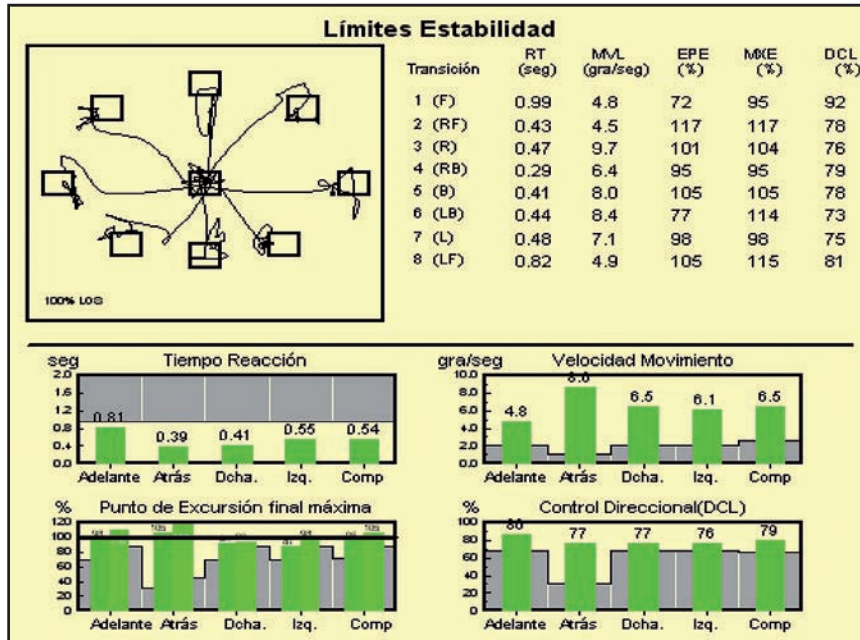 Límites Estabilidad
Transición RT (seg) MVL (gra/seg) EPE (%) MXE (%) DCL (%)
1 (F) 0.99 4.8 72 95 92
2 (RF) 0.43 4.5 117 117 78
3 (R) 0.47 9.7 101 104 76
4 (RB) 0.29 6.4 95 95 79
5 (B) 0.41 8.0 105 105 78
6 (LB) 0.44 8.4 77 114 73
7 (L) 0.48 7.1 98 98 75
8 (LF) 0.82 4.9 105 115 81
100% LOS
seg Tiempo Reacción
2.0
1.6
1.2
0.8
0.4
0.0
0.81 0.39 0.41 0.55 0.54
Adelante Atrás Dcha. Izq. Comp
gra/seg Velocidad Movimiento
10.0
8.0
6.0
4.0
2.0
0.0
4.8 6.5 6.1 6.5
Adelante Atrás Dcha. Izq. Comp
% Punto de Excursión final máxima
120
100
80
60
40
20
0
105 105
Adelante Atrás Dcha. Izq. Comp
% Control Direccional(DCL)
100
80
60
40
20
0
77 77 76 79
Adelante Atrás Dcha. Izq. Comp